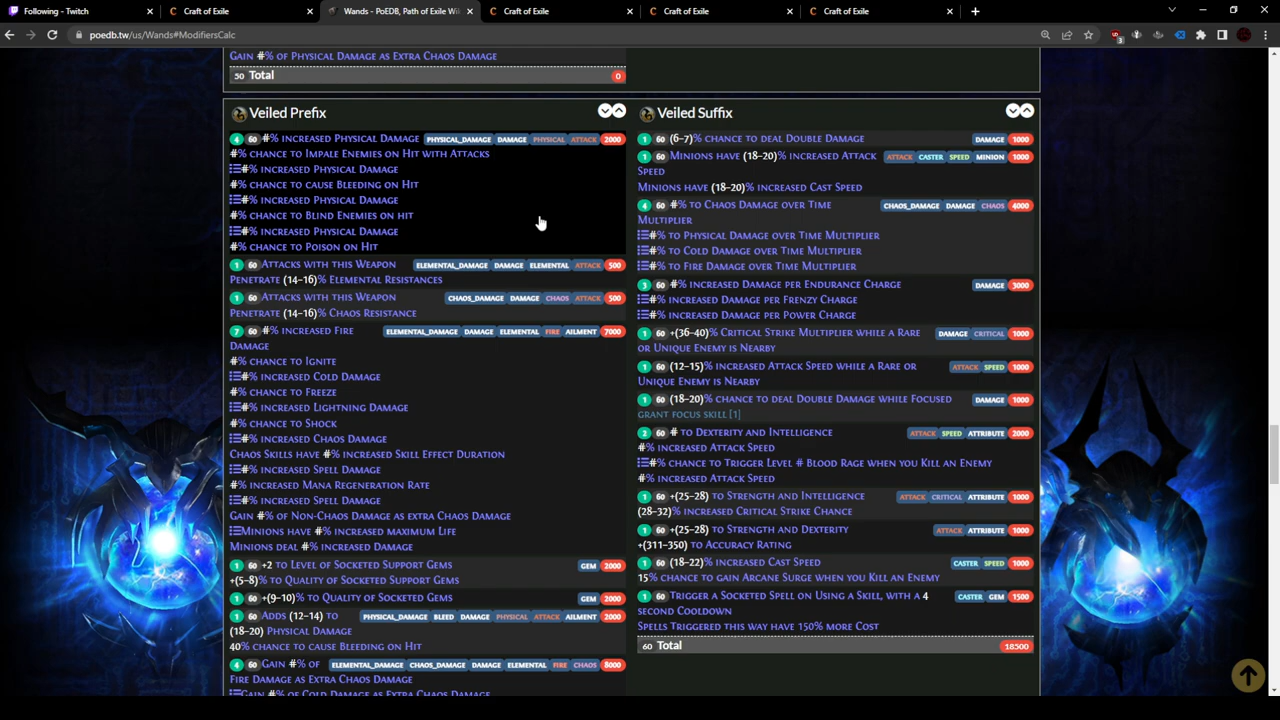 Following - Twitch
Craft of Exile
Wands - PoEDB, Path of Exile Wi
Craft of Exile
Craft of Exile
Craft of Exile
poedb.tw/us/Wands#ModifiersCalc
3
Gain #% of Physical Damage as Extra Chaos Damage
50 Total 0
Veiled Prefix
4 60 #% increased Physical Damage PHYSICAL_DAMAGE DAMAGE PHYSICAL ATTACK 2000
#% chance to Impale Enemies on Hit with Attacks
#% increased Physical Damage
#% chance to cause Bleeding on Hit
#% increased Physical Damage
#% chance to Blind Enemies on hit
#% increased Physical Damage
#% chance to Poison on Hit
1 60 Attacks with this Weapon ELEMENTAL_DAMAGE DAMAGE ELEMENTAL ATTACK 500
Penetrate (14–16)% Elemental Resistances
1 60 Attacks with this Weapon CHAOS_DAMAGE DAMAGE CHAOS ATTACK 500
Penetrate (14–16)% Chaos Resistance
7 60 #% increased Fire ELEMENTAL_DAMAGE DAMAGE ELEMENTAL FIRE AILMENT 7000
Damage
#% chance to Ignite
#% increased Cold Damage
#% chance to Freeze
#% increased Lightning Damage
#% chance to Shock
#% increased Chaos Damage
Chaos Skills have #% increased Skill Effect Duration
#% increased Spell Damage
#% increased Mana Regeneration Rate
#% increased Spell Damage
Gain #% of Non-Chaos Damage as extra Chaos Damage
Minions have #% increased maximum Life
Minions deal #% increased Damage
1 60 +2 to Level of Socketed Support Gems GEM 2000
+(5–8)% to Quality of Socketed Support Gems
1 60 +(9–10)% to Quality of Socketed Gems GEM 2000
1 60 Adds (12–14) to PHYSICAL_DAMAGE BLEED DAMAGE PHYSICAL ATTACK AILMENT 2000
(18–20) Physical Damage
40% chance to cause Bleeding on Hit
4 60 Gain #% of ELEMENTAL_DAMAGE CHAOS_DAMAGE DAMAGE ELEMENTAL FIRE CHAOS 8000
Fire Damage as Extra Chaos Damage
Gain #% of Cold Damage as Extra Chaos Damage
Veiled Suffix
1 60 (6–7)% chance to deal Double Damage DAMAGE 1000
1 60 Minions have (18–20)% increased Attack ATTACK CASTER SPEED MINION 1000
Speed
Minions have (18–20)% increased Cast Speed
4 60 #% to Chaos Damage over Time CHAOS_DAMAGE DAMAGE CHAOS 4000
Multiplier
#% to Physical Damage over Time Multiplier
#% to Cold Damage over Time Multiplier
#% to Fire Damage over Time Multiplier
3 60 #% increased Damage per Endurance Charge DAMAGE 3000
#% increased Damage per Frenzy Charge
#% increased Damage per Power Charge
1 60 +(36–40)% Critical Strike Multiplier while a Rare DAMAGE CRITICAL 1000
or Unique Enemy is Nearby
1 60 (12–15)% increased Attack Speed while a Rare or ATTACK SPEED 1000
Unique Enemy is Nearby
1 60 (18–20)% chance to deal Double Damage while Focused DAMAGE 1000
grant focus skill [1]
2 60 # to Dexterity and Intelligence ATTACK SPEED ATTRIBUTE 2000
#% increased Attack Speed
#% chance to Trigger Level # Blood Rage when you Kill an Enemy
#% increased Attack Speed
1 60 +(25–28) to Strength and Intelligence ATTACK CRITICAL ATTRIBUTE 1000
(28–32)% increased Critical Strike Chance
1 60 +(25–28) to Strength and Dexterity ATTACK ATTRIBUTE 1000
+(311–350) to Accuracy Rating
1 60 (18–22)% increased Cast Speed CASTER SPEED 1000
15% chance to gain Arcane Surge when you Kill an Enemy
1 60 Trigger a Socketed Spell on Using a Skill, with a 4 CASTER GEM 1500
second Cooldown
Spells Triggered this way have 150% more Cost
60 Total 18500